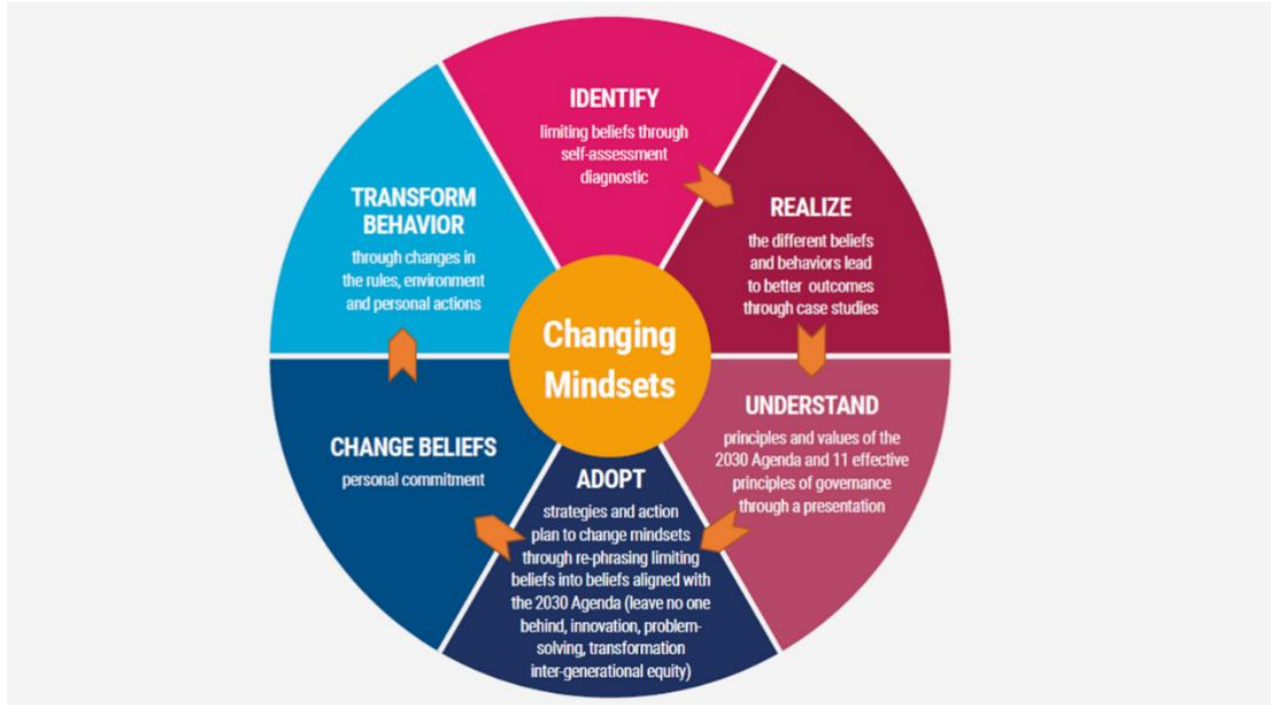 IDENTIFY
limiting beliefs through
self-assessment
diagnostic
REALIZE
the different beliefs
and behaviors lead
to better outcomes
through case studies
UNDERSTAND
principles and values of the
2030 Agenda and 11 effective
principles of governance
through a presentation
ADOPT
strategies and action
plan to change mindsets
through re-phrasing limiting
beliefs into beliefs aligned with
the 2030 Agenda (leave no one
behind, innovation, problem-
solving, transformation
inter-generational equity)
CHANGE BELIEFS
personal commitment
TRANSFORM
BEHAVIOR
through changes in
the rules, environment
and personal actions
Changing
Mindsets